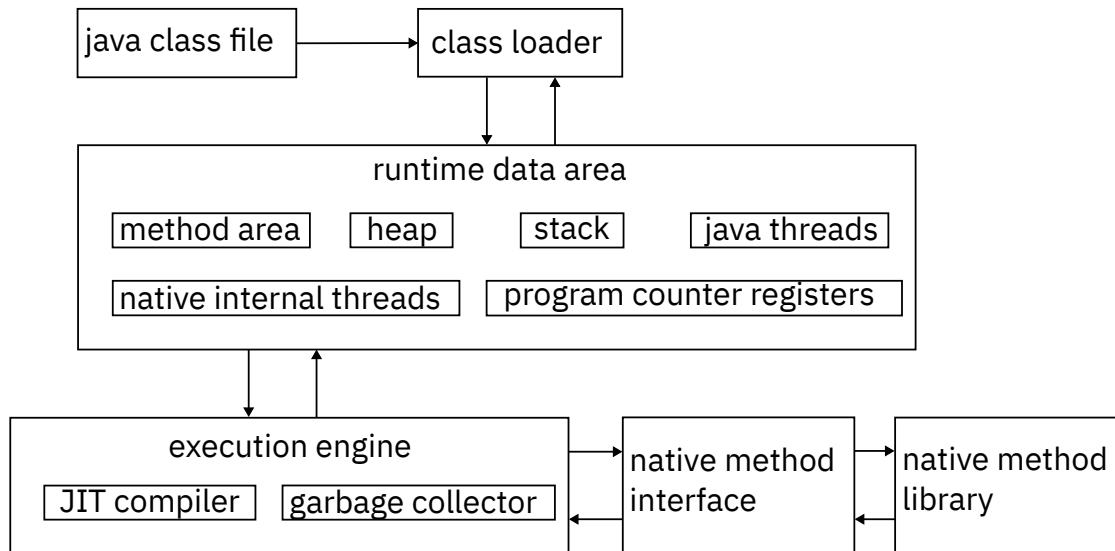 java class file
class loader
runtime data area
method area
heap
stack
java threads
native internal threads
program counter registers
execution engine
JIT compiler
garbage collector
native method
interface
native method
library